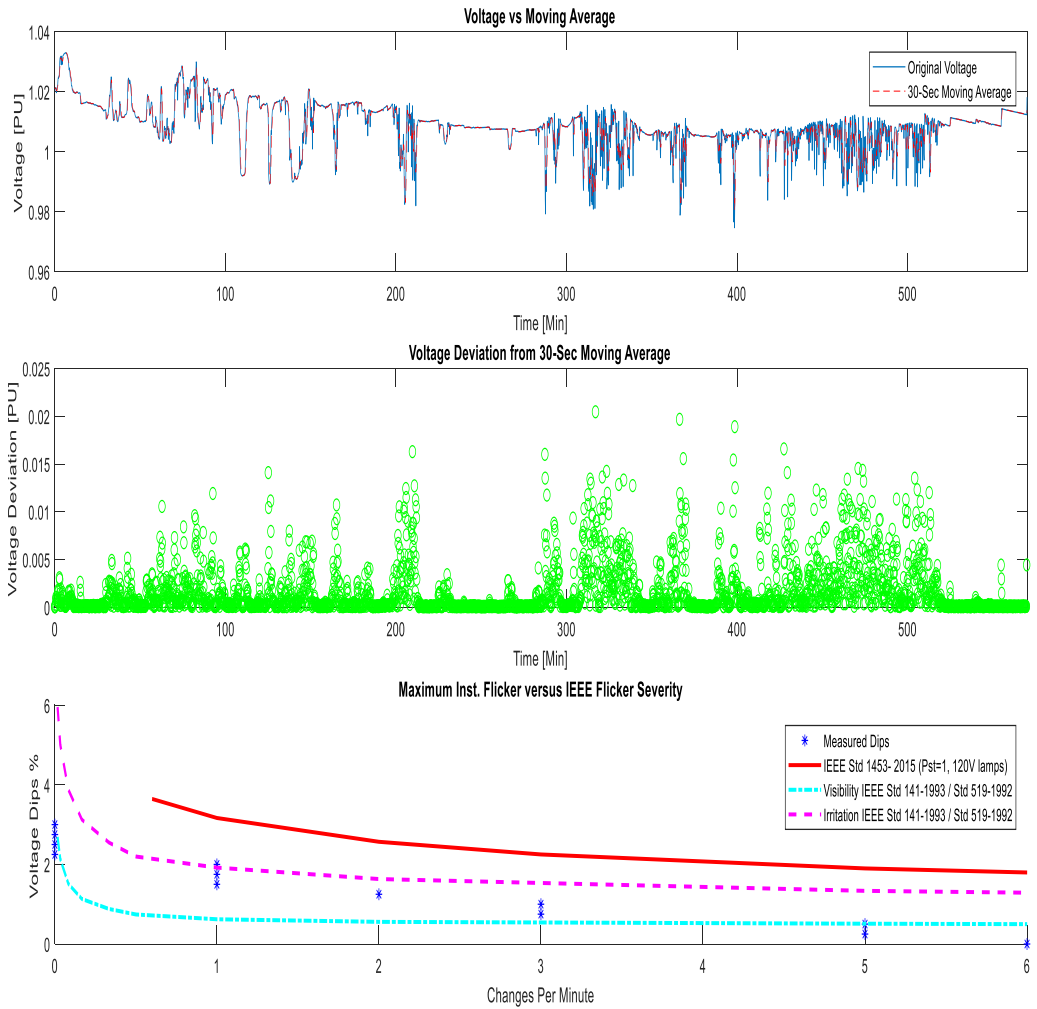 Voltage vs Moving Average
Voltage [PU]
1.04
1.02
1
0.98
0.96
Original Voltage
30-Sec Moving Average
0 100 200 300 400 500
Time [Min]
Voltage Deviation from 30-Sec Moving Average
Voltage Deviation [PU]
0.025
0.02
0.015
0.01
0.005
0
0 100 200 300 400 500
Time [Min]
Maximum Inst. Flicker versus IEEE Flicker Severity
Voltage Dips %
6
4
2
0
Measured Dips
IEEE Std 1453- 2015 (Pst=1, 120V lamps)
Visibility IEEE Std 141-1993 / Std 519-1992
Irritation IEEE Std 141-1993 / Std 519-1992
0 1 2 3 4 5 6
Changes Per Minute